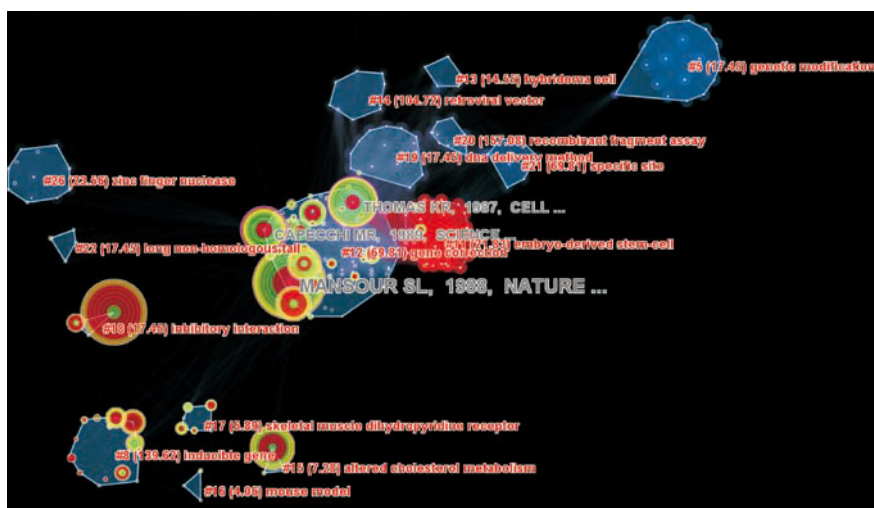 #13 (14.55) hybridoma cell
#5 (17.45) genetic modification
#14 (104.72) retroviral vector
#20 (157.08) recombinant fragment assay
#19 (17.45) dna delivery method
#21 (69.81) specific site
#26 (23.56) zinc finger nuclease
THOMAS KR, 1987, CELL ...
CAPECCHI MR, 1989, SCIENCE ...
embryo-derived stem-cell
#22 (17.45) long non-homologous tail
#12 (69.81) gene correction
MANSOUR SL, 1988, NATURE ...
#18 (17.45) inhibitory interaction
#17 (5.89) skeletal muscle dihydropyridine receptor
#8 (139.62) inducible gene
#15 (7.28) altered cholesterol metabolism
#16 (4.06) mouse model